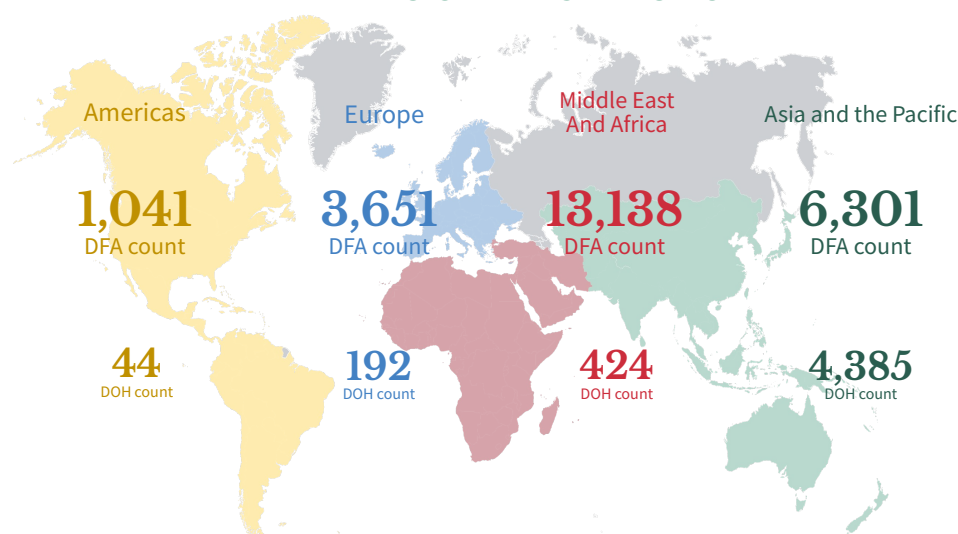 Americas
Europe
Middle East
And Africa
Asia and the Pacific
1,041
DFA count
3,651
DFA count
13,138
DFA count
6,301
DFA count
44
DOH count
192
DOH count
424
DOH count
4,385
DOH count